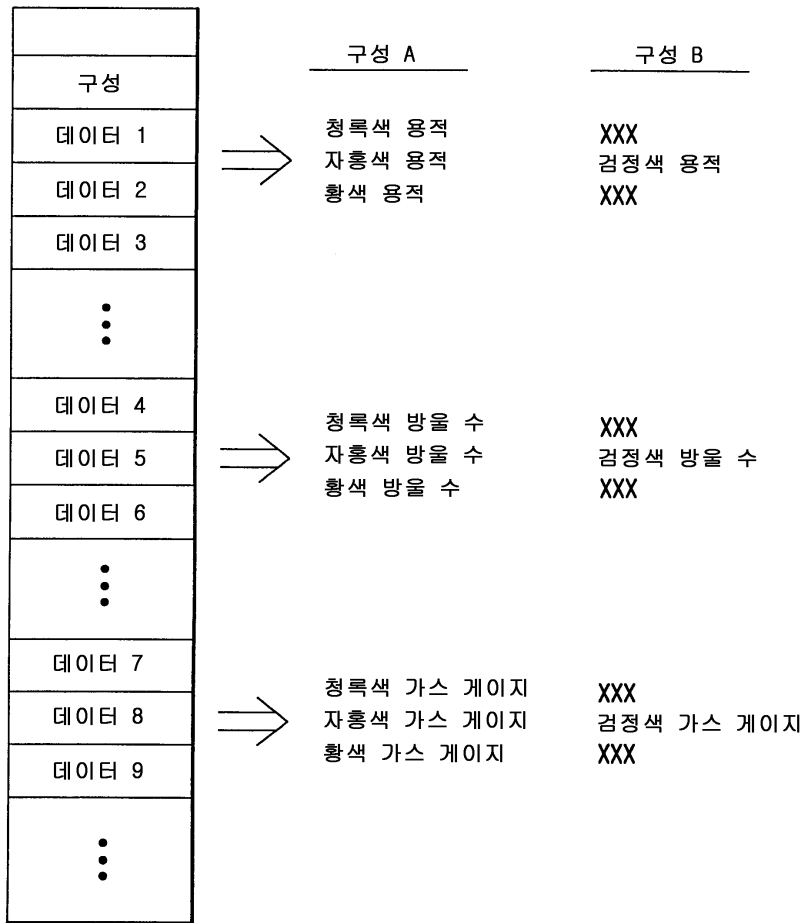 구성 A 구성 B
구성
데이터 1
데이터 2
데이터 3
청록색 용적 XXX
자홍색 용적 검정색 용적
황색 용적 XXX
데이터 4
데이터 5
데이터 6
청록색 방울 수 XXX
자홍색 방울 수 검정색 방울 수
황색 방울 수 XXX
데이터 7
데이터 8
데이터 9
청록색 가스 게이지 XXX
자홍색 가스 게이지 검정색 가스 게이지
황색 가스 게이지 XXX